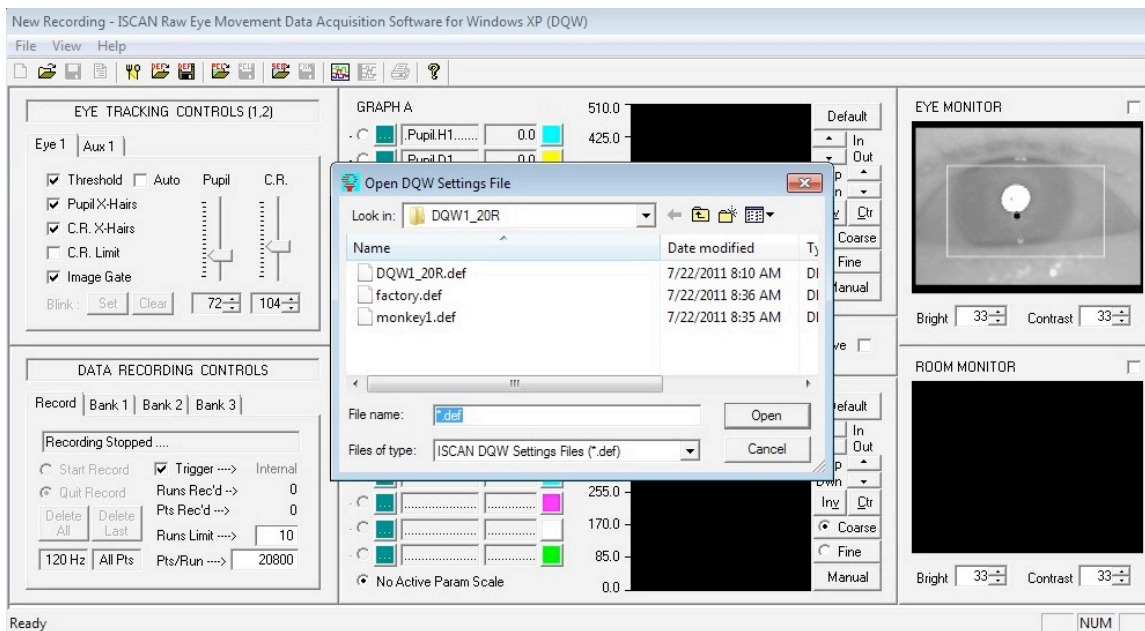 New Recording - ISCAN Raw Eye Movement Data Acquisition Software for Windows XP (DQW)
File View Help
EYE TRACKING CONTROLS (1,2)
Eye 1 Aux 1
Threshold Auto Pupil C.R.
Pupil X-Hairs
C.R. X-Hairs
C.R. Limit
Image Gate
Blink : Set Clear 72 104
DATA RECORDING CONTROLS
Record Bank 1 Bank 2 Bank 3
Recording Stopped ....
Start Record Trigger ----> Internal
Quit Record Runs Rec'd --> 0
Delete All Delete Last Pts Rec'd ---> 0
Runs Limit ----> 10
120 Hz All Pts Pts/Run ----> 20800
GRAPH A 510.0 Default
.Pupil.H1....... 0.0 425.0 In
Out
Ctr
Coarse
Fine
Open DQW Settings File
Look in: DQW1_20R
Name Date modified
DQW1_20R.def 7/22/2011 8:10 AM
factory.def 7/22/2011 8:36 AM
monkey1.def 7/22/2011 8:35 AM
File name: *.def Open
Files of type: ISCAN DQW Settings Files (*.def) Cancel
In
Out
Dwn
255.0 Inv Ctr
170.0 Coarse
85.0 Fine
No Active Param Scale 0.0 Manual
EYE MONITOR
Bright 33 Contrast 33
ROOM MONITOR
Bright 33 Contrast 33
Ready NUM